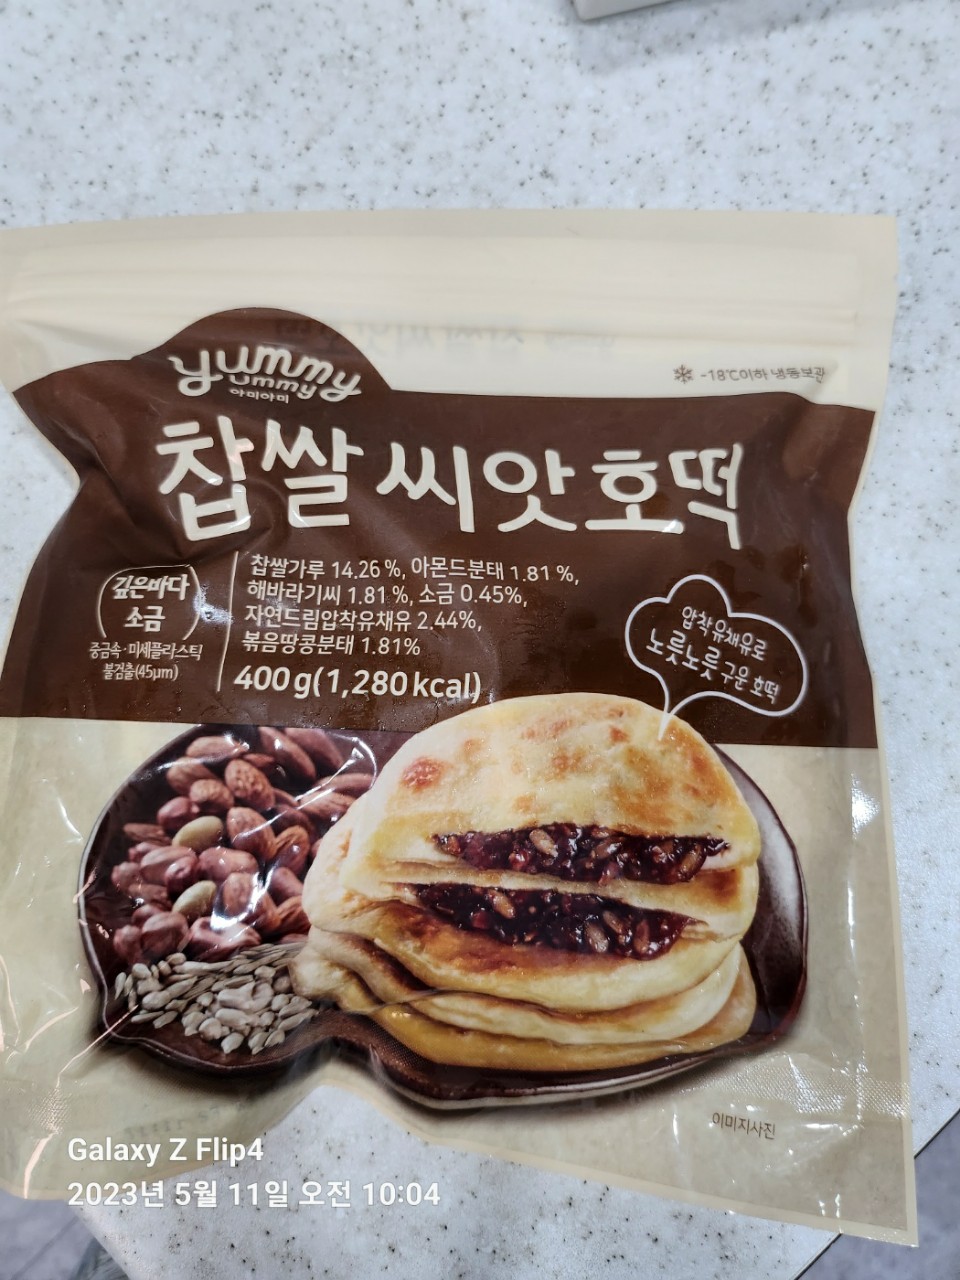 yummy
ummy
야미야미
-18℃이하 냉동보관
찹쌀 씨앗호떡
깊은바다
소금
중금속·미세플라스틱
불검출(45μm)
찹쌀가루 14.26 %, 아몬드분태 1.81 %,
해바라기씨 1.81 %, 소금 0.45%,
자연드림압착유채유 2.44%,
볶음땅콩분태 1.81%
400g(1,280kcal)
압착유채유로
노릇노릇 구운 호떡
이미지사진
Galaxy Z Flip4
2023년 5월 11일 오전 10:04